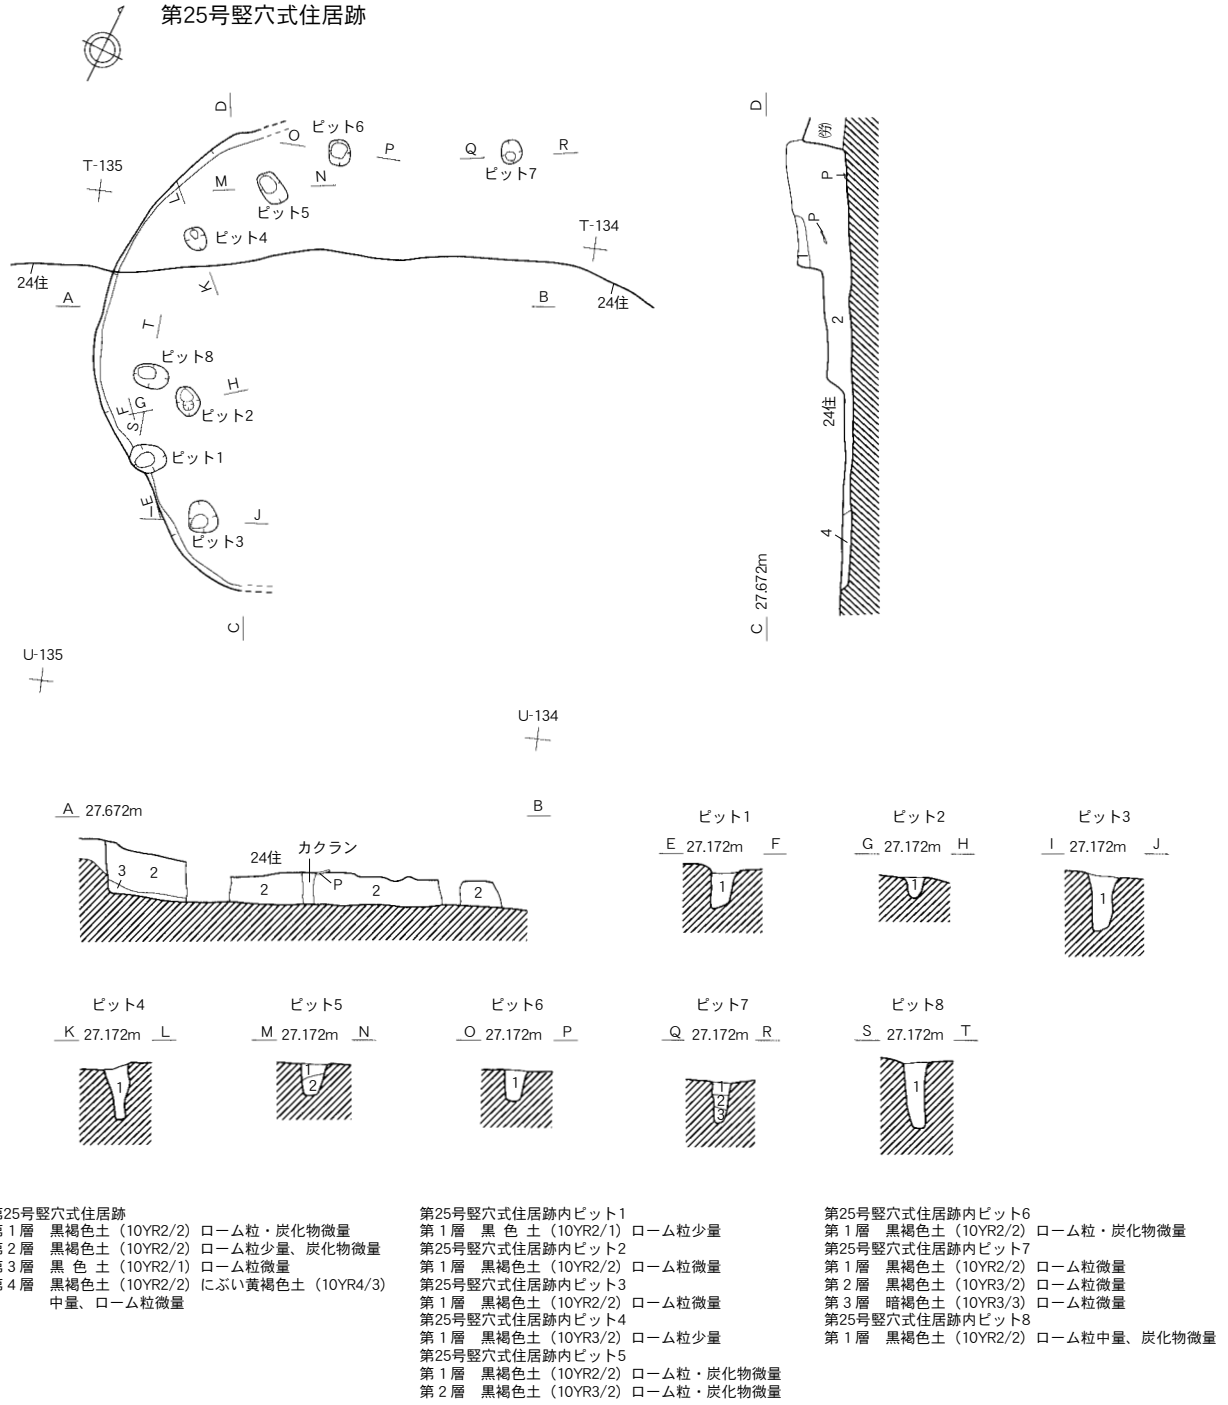 第25号竪穴式住居跡
D
D
O
ピット6
P
Q
R
ピット7
T-135
M
N
L
ピット5
ピット4
T-134
24住
A
K
B
24住
T
ピット8
H
F
G
S
ピット2
ピット1
E
I
J
ピット3
C
U-135
U-134
P
P
1
2
24住
4
C 27.672m
A 27.672m
B
3
2
24住
カクラン
2
P
2
2
ピット1
E 27.172m F
1
ピット2
G 27.172m H
1
ピット3
I 27.172m J
1
ピット4
K 27.172m L
1
ピット5
M 27.172m N
1
2
ピット6
O 27.172m P
1
ピット7
Q 27.172m R
1
2
3
ピット8
S 27.172m T
1
25号竪穴式住居跡
1層 黒褐色土（10YR2/2）ローム粒・炭化物微量
2層 黒褐色土（10YR2/2）ローム粒少量、炭化物微量
3層 黒 色 土（10YR2/1）ローム粒微量
4層 黒褐色土（10YR2/2）にぶい黄褐色土（10YR4/3）
中量、ローム粒微量
第25号竪穴式住居跡内ピット1
第1層 黒 色 土（10YR2/1）ローム粒少量
第25号竪穴式住居跡内ピット2
第1層 黒褐色土（10YR2/2）ローム粒微量
第25号竪穴式住居跡内ピット3
第1層 黒褐色土（10YR2/2）ローム粒微量
第25号竪穴式住居跡内ピット4
第1層 黒褐色土（10YR3/2）ローム粒少量
第25号竪穴式住居跡内ピット5
第1層 黒褐色土（10YR2/2）ローム粒・炭化物微量
第2層 黒褐色土（10YR3/2）ローム粒・炭化物微量
第25号竪穴式住居跡内ピット6
第1層 黒褐色土（10YR2/2）ローム粒・炭化物微量
第25号竪穴式住居跡内ピット7
第1層 黒褐色土（10YR2/2）ローム粒微量
第2層 黒褐色土（10YR3/2）ローム粒微量
第3層 暗褐色土（10YR3/3）ローム粒微量
第25号竪穴式住居跡内ピット8
第1層 黒褐色土（10YR2/2）ローム粒中量、炭化物微量